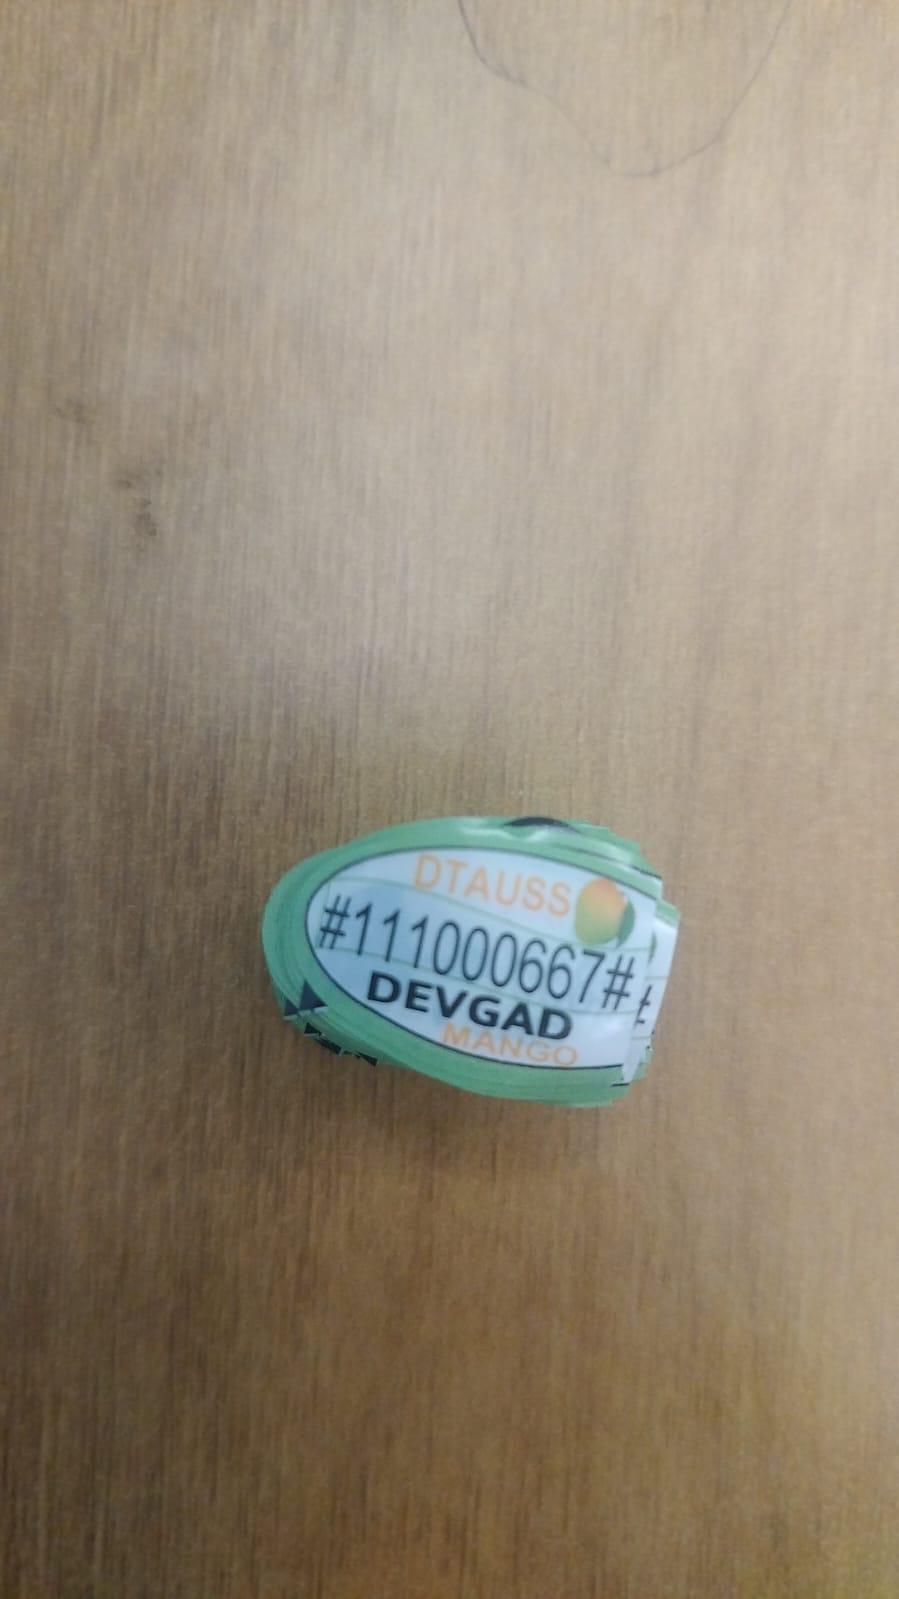 DTAUSS
#111000667#
DEVGAD
MANGO